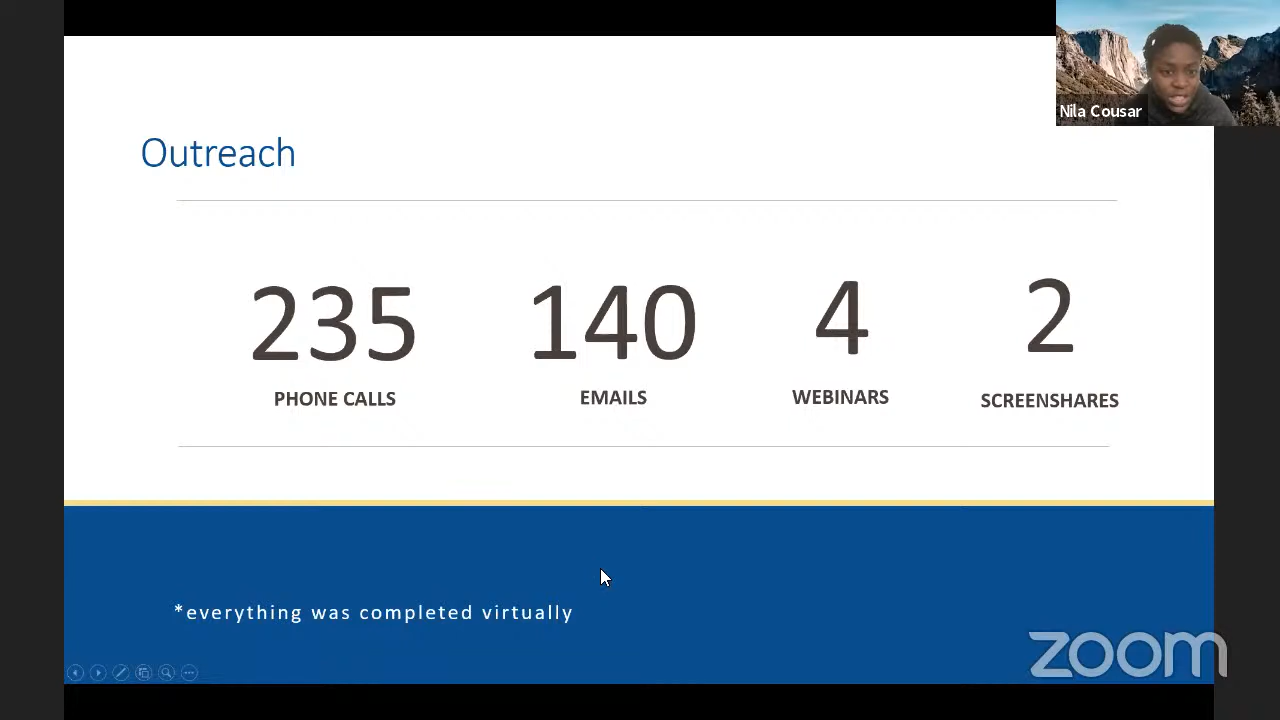 Nila Cousar
Outreach
235
140
4
2
PHONE CALLS
EMAILS
WEBINARS
SCREENSHARES
*everything was completed virtually
zoom